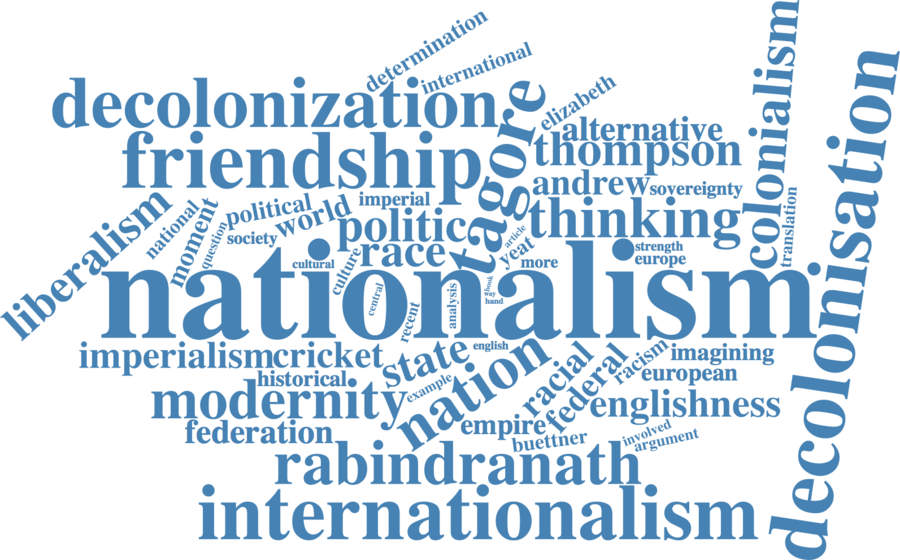 determination
international
decolonization
elizabeth
colonialism
alternative
tagore
friendship
thompson
decolonisation
andrew
sovereignty
liberalism
national
moment
question
political
society
world
imperial
politic
thinking
translation
article
yeat
race
culture
cultural
more
strength
europe
nationalism
central
recent
analysis
book
way
hand
english
imperialism
cricket
state
nation
racial
federal
racism
imagining
european
historical
example
modernity
englishness
empire
federation
buettner
involved
argument
rabindranath
internationalism